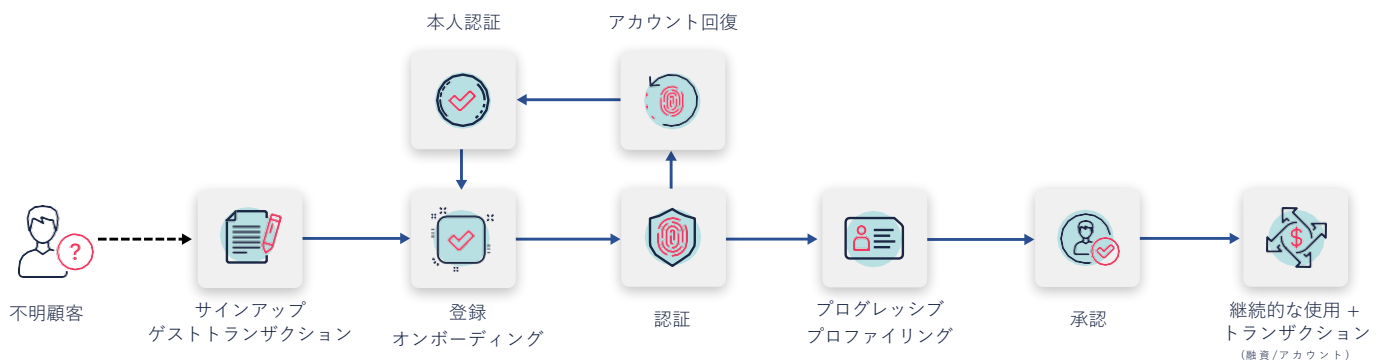 本人認証
アカウント回復
?
$
不明顧客
サインアップ
ゲストトランザクション
登録
オンボーディング
認証
プログレッシブ
プロファイリング
承認
継続的な使用 +
トランザクション
(融資/アカウント)